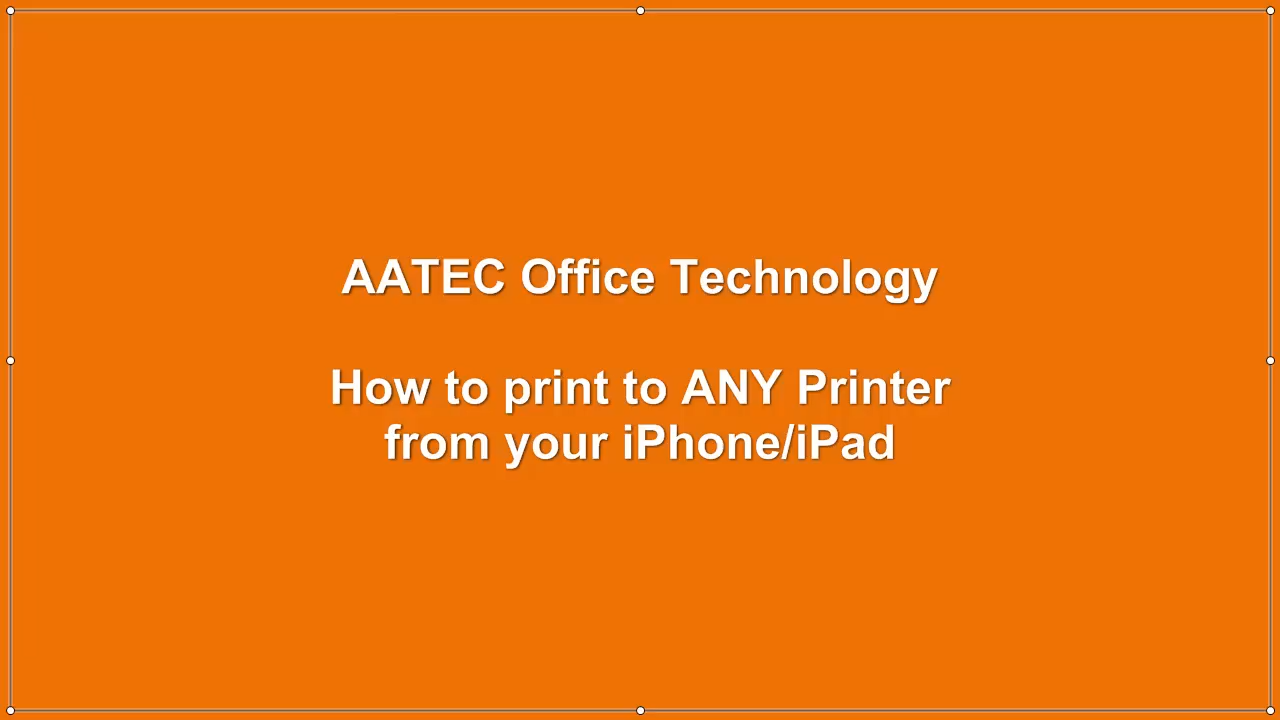 AATEC Office Technology
How to print to ANY Printer
from your iPhone/iPad